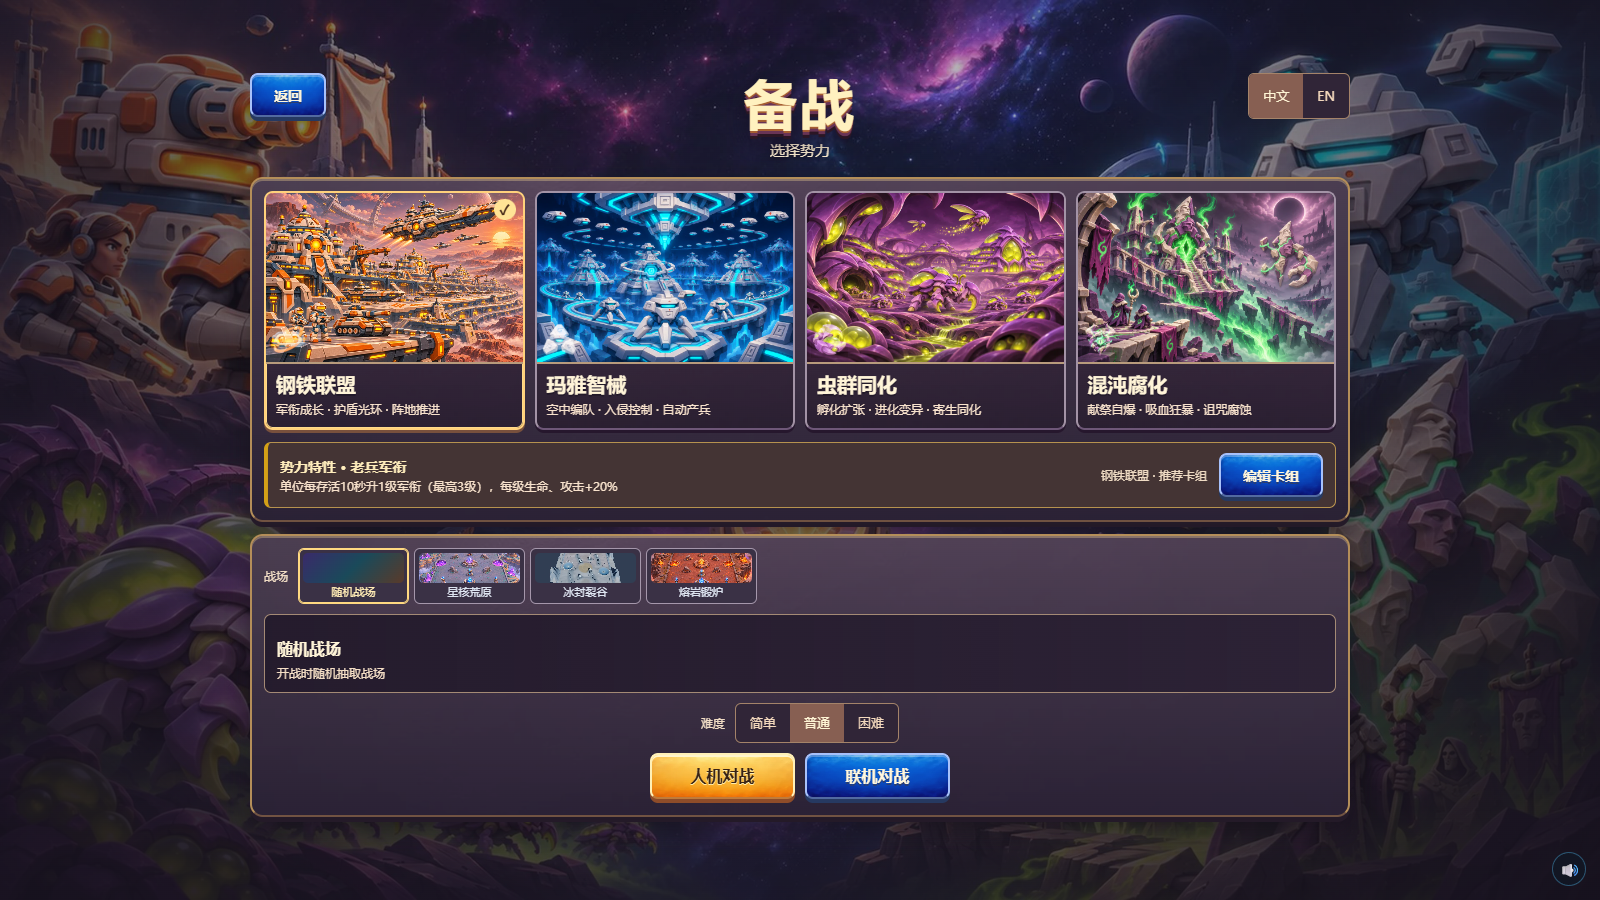 返回
备战
中文 EN
选择势力
钢铁联盟
军衔成长 · 护盾光环 · 阵地推进
玛雅智械
空中编队 · 入侵控制 · 自动产兵
虫群同化
孵化扩张 · 进化变异 · 寄生同化
混沌腐化
献祭自爆 · 吸血狂暴 · 诅咒腐蚀
势力特性 • 老兵军衔
单位每存活10秒升1级军衔（最高3级），每级生命、攻击+20%
钢铁联盟 · 推荐卡组
编辑卡组
战场
随机战场
星核荒原
冰封裂谷
熔岩锻炉
随机战场
开战时随机抽取战场
难度 简单 普通 困难
人机对战
联机对战